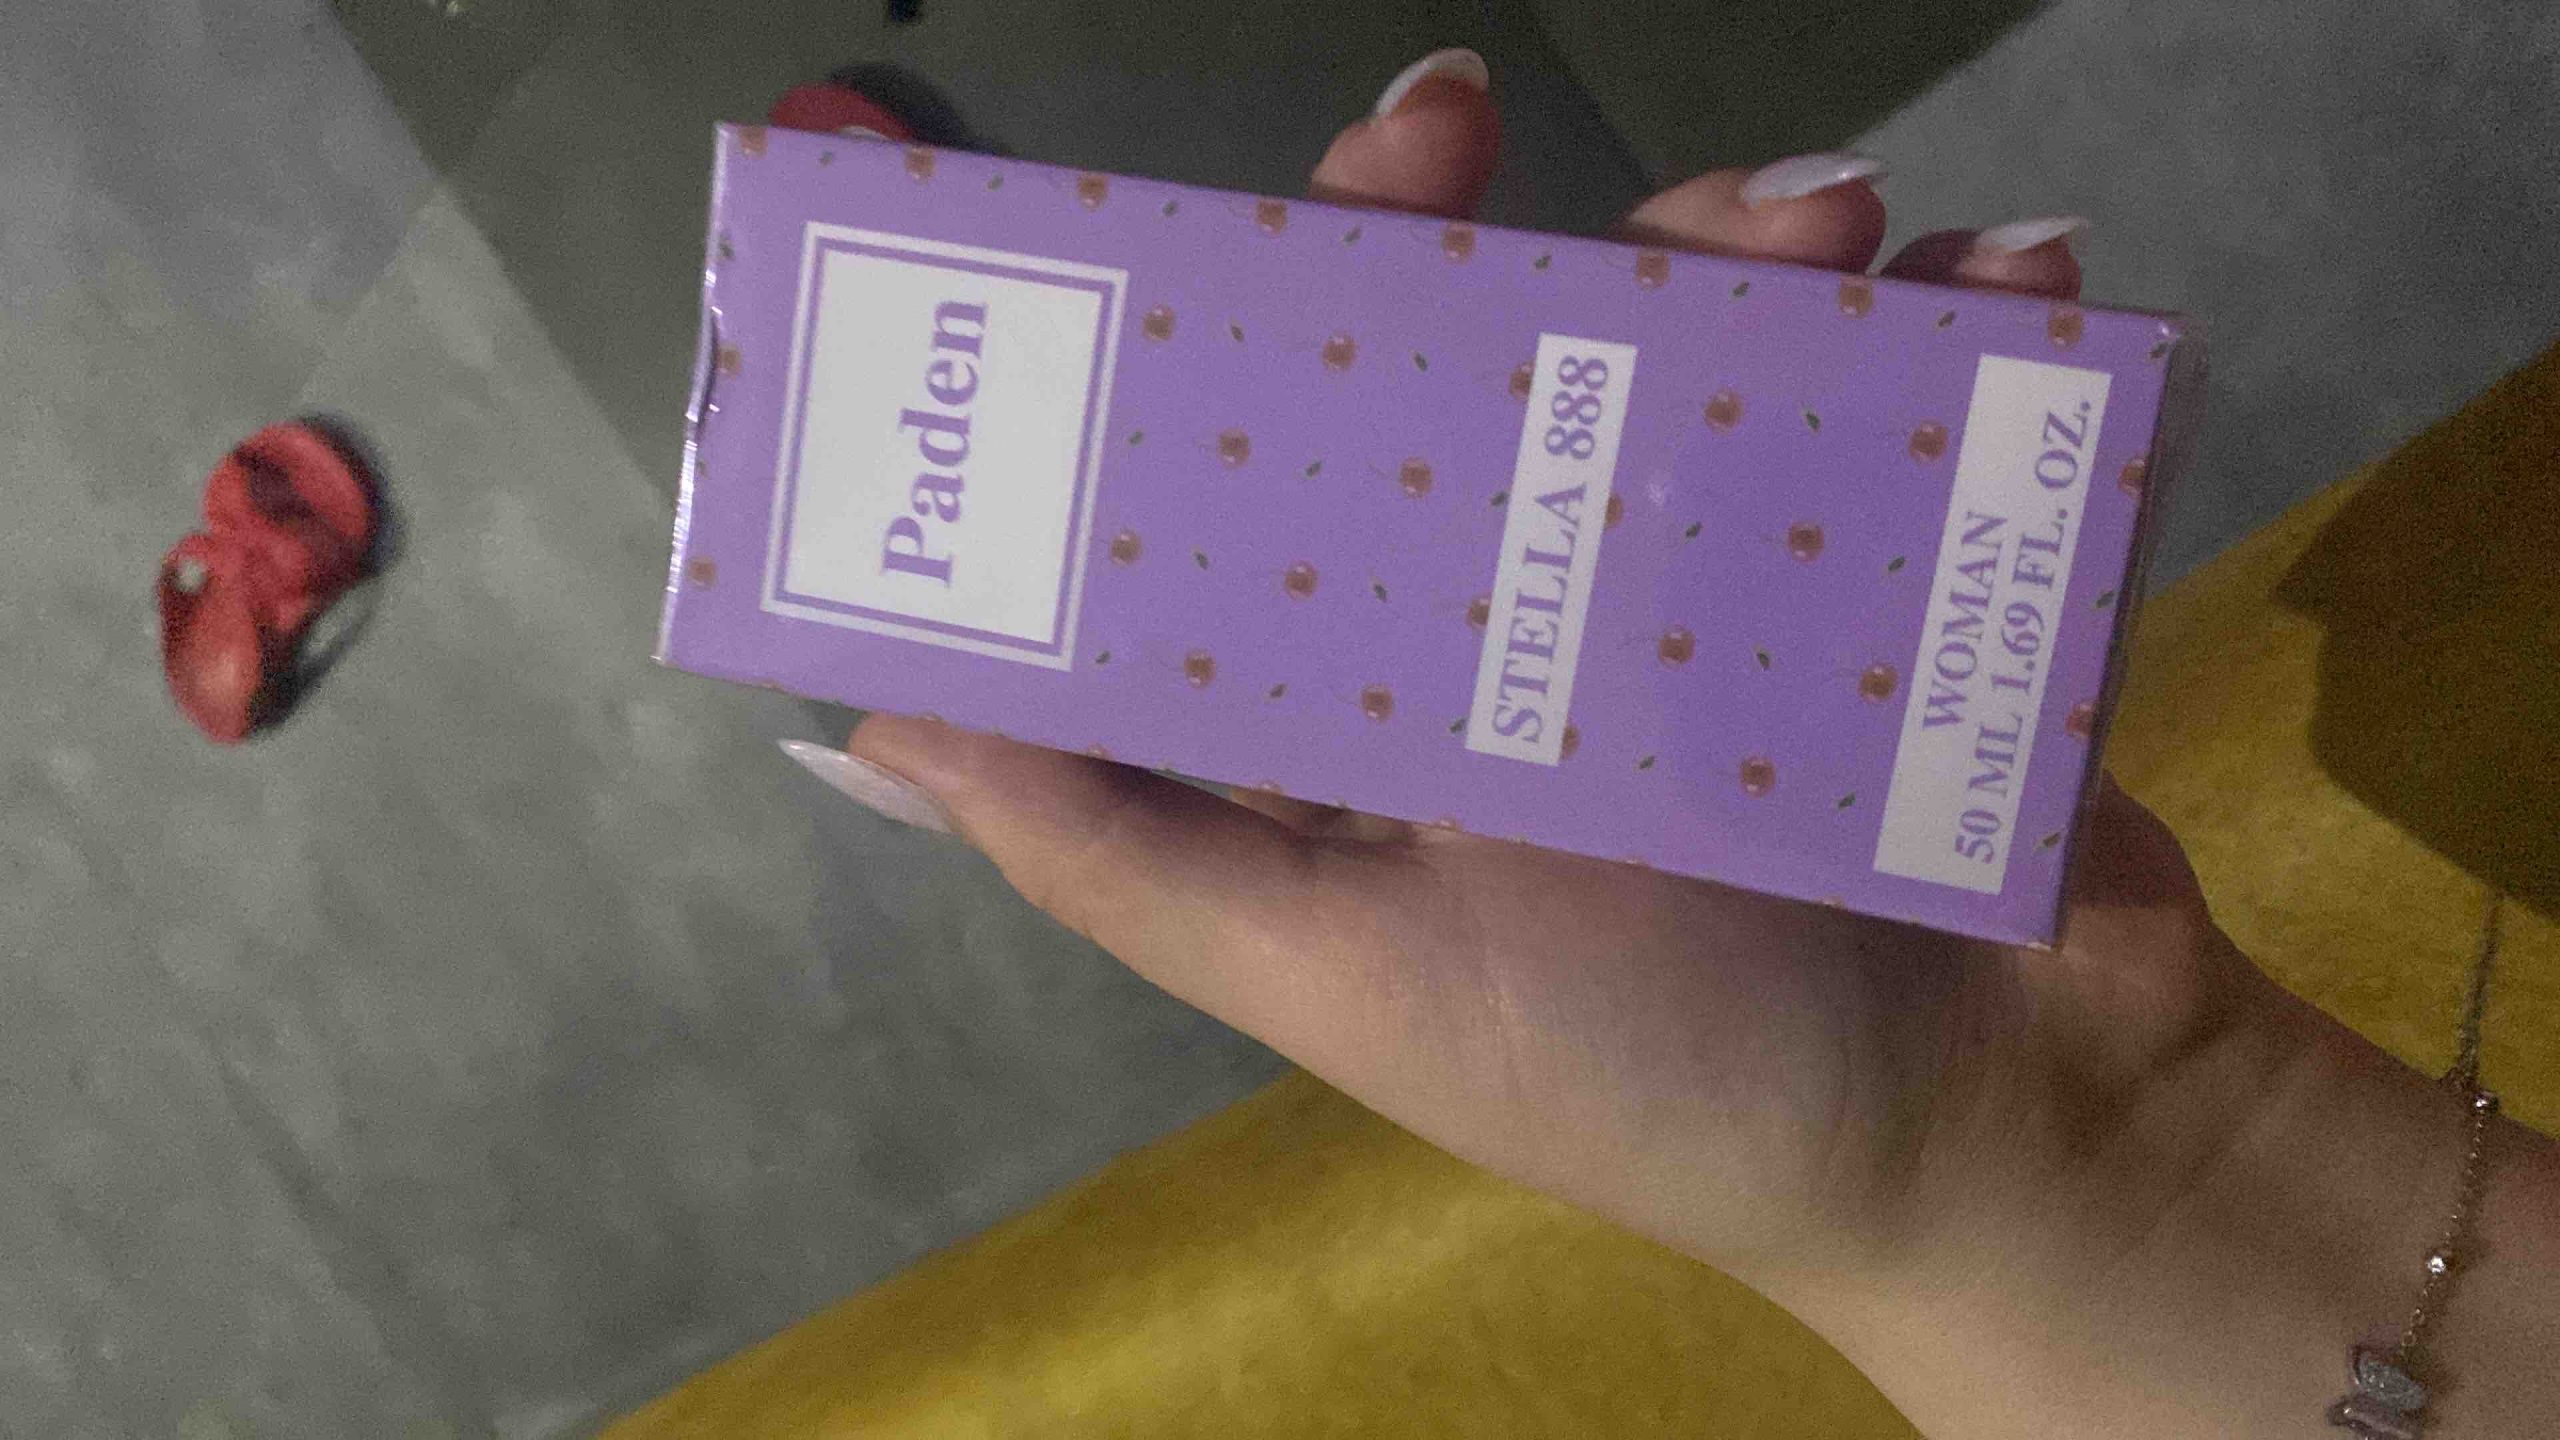 Paden
STELLA 888
WOMAN
50 ML 1.69 FL. OZ.